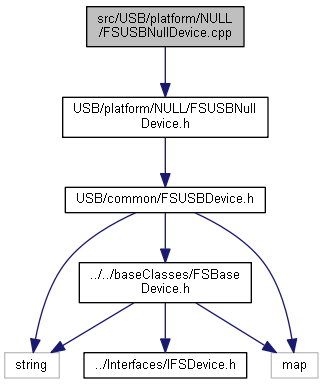 src/USB/platform/NULL
/FSUSBNullDevice.cpp
USB/platform/NULL/FSUSBNull
Device.h
USB/common/FSUSBDevice.h
../../baseClasses/FSBase
Device.h
string
../Interfaces/IFSDevice.h
map